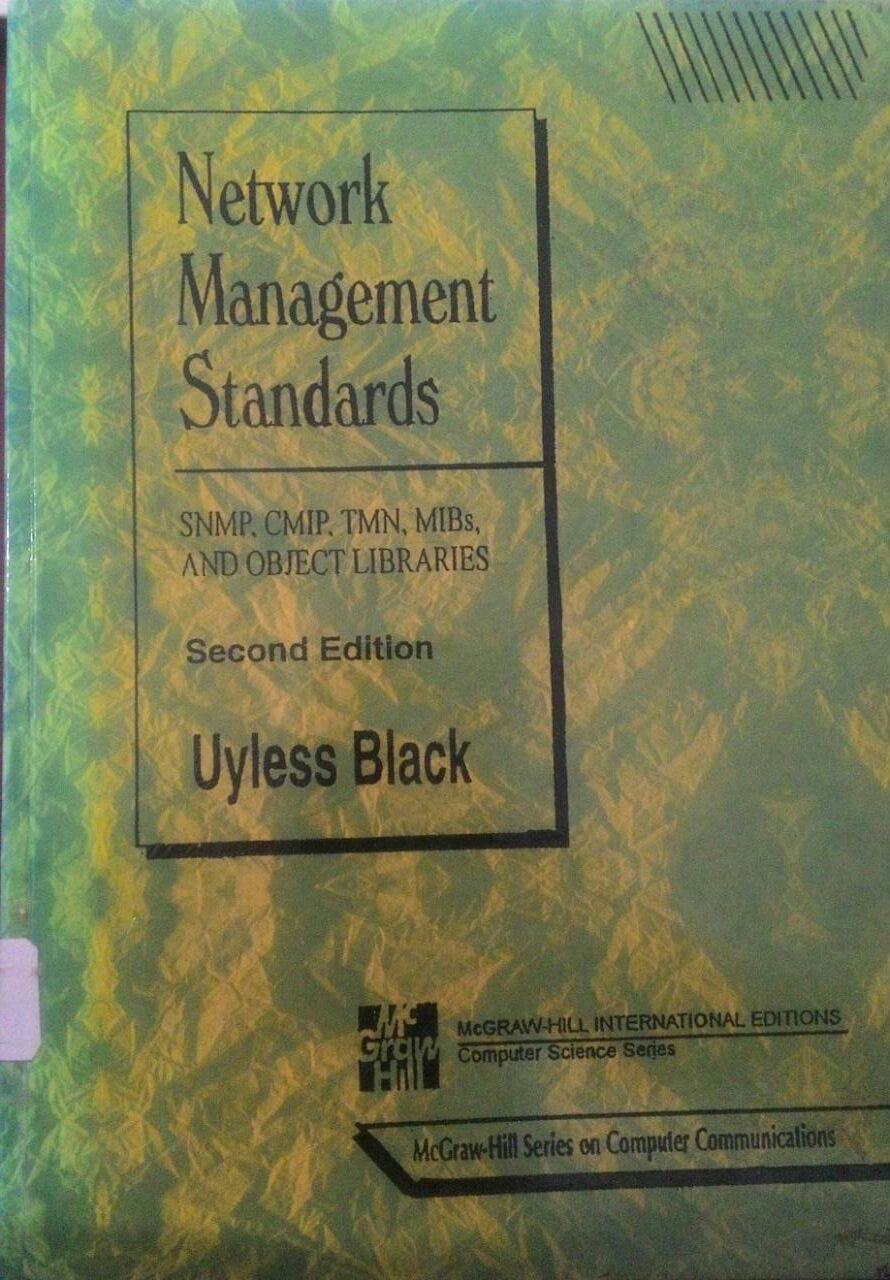 Network
Management
Standards
SNMP, CMIP, TMN, MIBs,
AND OBJECT LIBRARIES
Second Edition
Uyless Black
Mc
Graw
Hill
McGRAW-HILL INTERNATIONAL EDITIONS
Computer Science Series
McGraw-Hill Series on Computer Communications